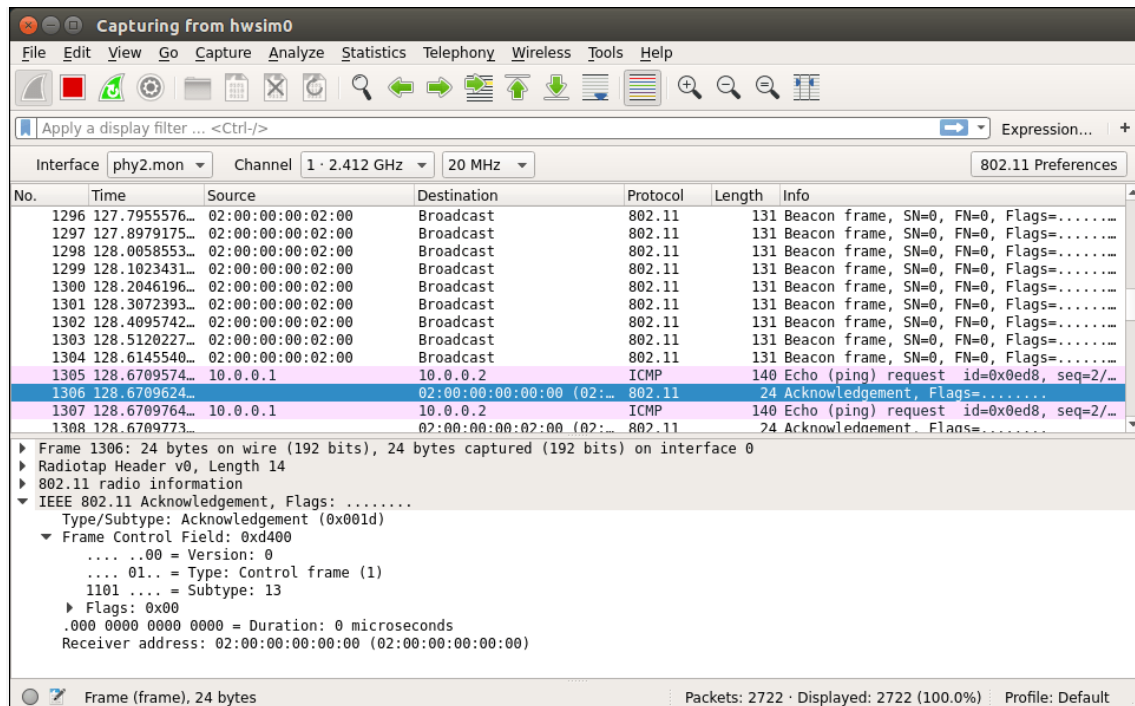 Capturing from hwsim0
File Edit View Go Capture Analyze Statistics Telephony Wireless Tools Help
Apply a display filter ... <Ctrl-/> Expression... +
Interface phy2.mon Channel 1 · 2.412 GHz 20 MHz 802.11 Preferences
No. Time Source Destination Protocol Length Info
1296 127.7955576… 02:00:00:00:02:00 Broadcast 802.11 131 Beacon frame, SN=0, FN=0, Flags=......…
1297 127.8979175… 02:00:00:00:02:00 Broadcast 802.11 131 Beacon frame, SN=0, FN=0, Flags=......…
1298 128.0058553… 02:00:00:00:02:00 Broadcast 802.11 131 Beacon frame, SN=0, FN=0, Flags=......…
1299 128.1023431… 02:00:00:00:02:00 Broadcast 802.11 131 Beacon frame, SN=0, FN=0, Flags=......…
1300 128.2046196… 02:00:00:00:02:00 Broadcast 802.11 131 Beacon frame, SN=0, FN=0, Flags=......…
1301 128.3072393… 02:00:00:00:02:00 Broadcast 802.11 131 Beacon frame, SN=0, FN=0, Flags=......…
1302 128.4095742… 02:00:00:00:02:00 Broadcast 802.11 131 Beacon frame, SN=0, FN=0, Flags=......…
1303 128.5120227… 02:00:00:00:02:00 Broadcast 802.11 131 Beacon frame, SN=0, FN=0, Flags=......…
1304 128.6145540… 02:00:00:00:02:00 Broadcast 802.11 131 Beacon frame, SN=0, FN=0, Flags=......…
1305 128.6709574… 10.0.0.1 10.0.0.2 ICMP 140 Echo (ping) request id=0x0ed8, seq=2/…
1306 128.6709624… 02:00:00:00:00:00 (02:… 802.11 24 Acknowledgement, Flags=........
1307 128.6709764… 10.0.0.1 10.0.0.2 ICMP 140 Echo (ping) request id=0x0ed8, seq=2/…
1308 128.6709773… 02:00:00:00:02:00 (02:… 802.11 24 Acknowledgement, Flags=........
Frame 1306: 24 bytes on wire (192 bits), 24 bytes captured (192 bits) on interface 0
Radiotap Header v0, Length 14
802.11 radio information
IEEE 802.11 Acknowledgement, Flags: ........
Type/Subtype: Acknowledgement (0x001d)
Frame Control Field: 0xd400
.... ..00 = Version: 0
.... 01.. = Type: Control frame (1)
1101 .... = Subtype: 13
Flags: 0x00
.000 0000 0000 0000 = Duration: 0 microseconds
Receiver address: 02:00:00:00:00:00 (02:00:00:00:00:00)
Frame (frame), 24 bytes Packets: 2722 · Displayed: 2722 (100.0%) Profile: Default